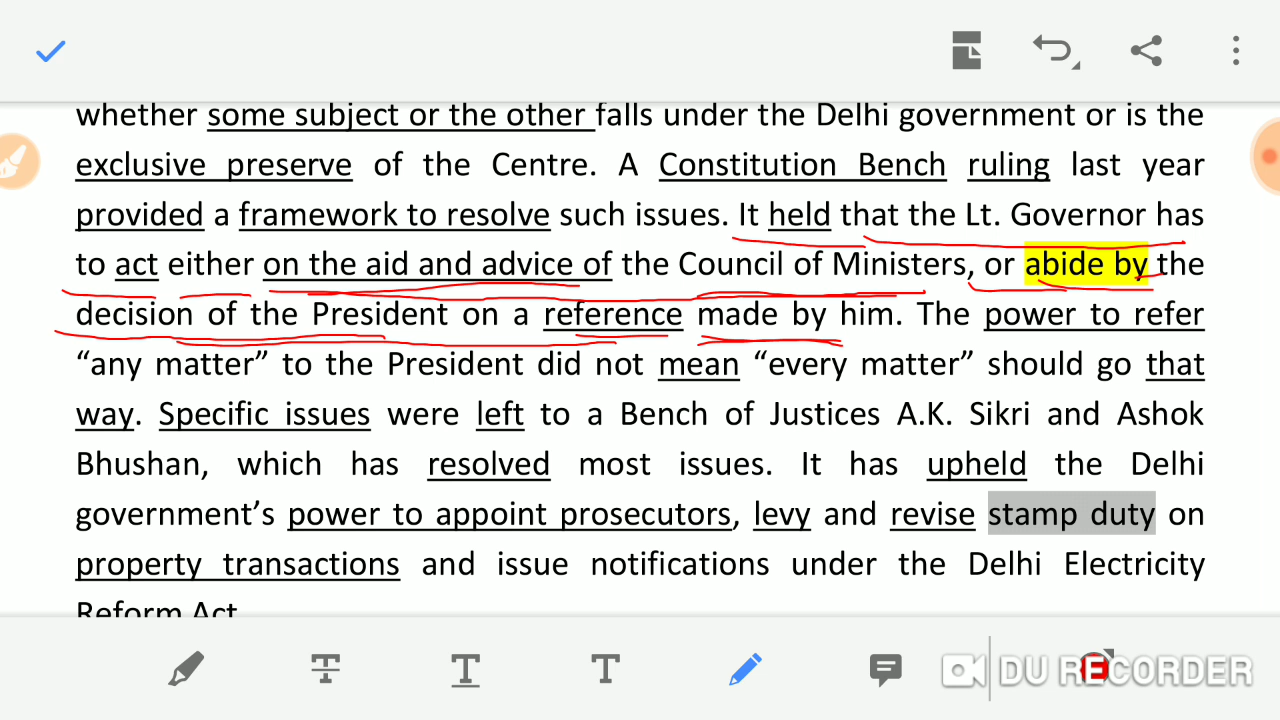 whether some subject or the other falls under the Delhi government or is the
exclusive preserve of the Centre. A Constitution Bench ruling last year
provided a framework to resolve such issues. It held that the Lt. Governor has
to act either on the aid and advice of the Council of Ministers, or abide by the
decision of the President on a reference made by him. The power to refer
“any matter” to the President did not mean “every matter” should go that
way. Specific issues were left to a Bench of Justices A.K. Sikri and Ashok
Bhushan, which has resolved most issues. It has upheld the Delhi
government’s power to appoint prosecutors, levy and revise stamp duty on
property transactions and issue notifications under the Delhi Electricity
Reform Act.
T T T DU RECORDER